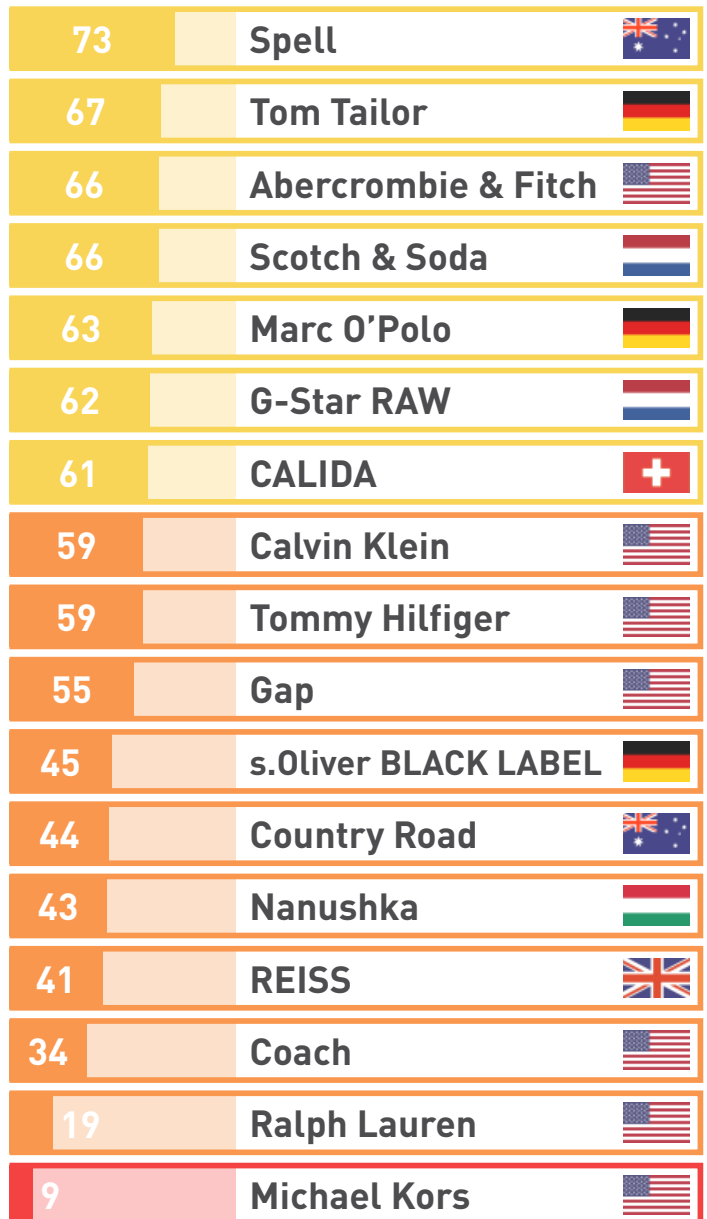 73 Spell
67 Tom Tailor
66 Abercrombie & Fitch
66 Scotch & Soda
63 Marc O’Polo
62 G-Star RAW
61 CALIDA
59 Calvin Klein
59 Tommy Hilfiger
55 Gap
45 s.Oliver BLACK LABEL
44 Country Road
43 Nanushka
41 REISS
34 Coach
19 Ralph Lauren
9 Michael Kors